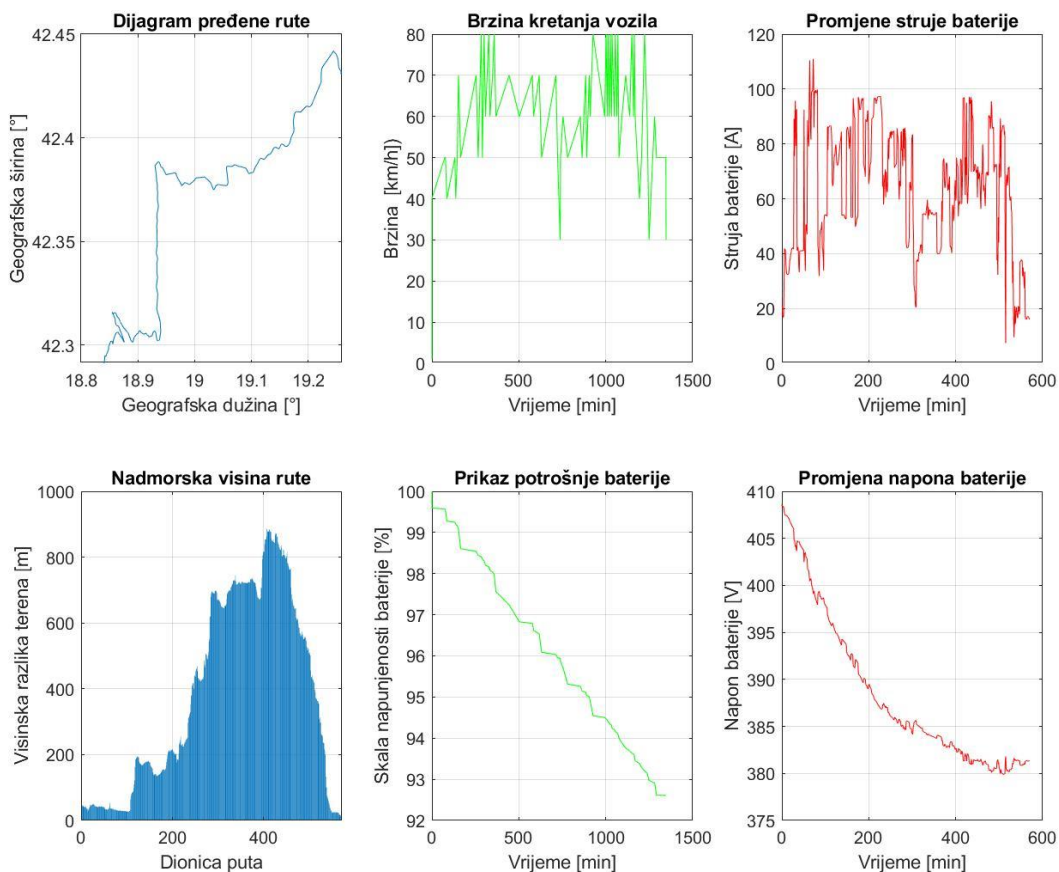 Dijagram pređene rute
42.45
42.4
42.35
42.3
Geografska širina [°]
18.8 18.9 19 19.1 19.2
Geografska dužina [°]
Brzina kretanja vozila
80
70
60
50
40
30
20
10
0
Brzina [km/h])
0 500 1000 1500
Vrijeme [min]
Promjene struje baterije
120
100
80
60
40
20
0
Struja baterije [A]
0 200 400 600
Vrijeme [min]
Nadmorska visina rute
1000
800
600
400
200
0
Visinska razlika terena [m]
0 200 400
Dionica puta
Prikaz potrošnje baterije
100
99
98
97
96
95
94
93
92
Skala napunjenosti baterije [%]
0 500 1000 1500
Vrijeme [min]
Promjena napona baterije
410
405
400
395
390
385
380
375
Napon baterije [V]
0 200 400 600
Vrijeme [min]